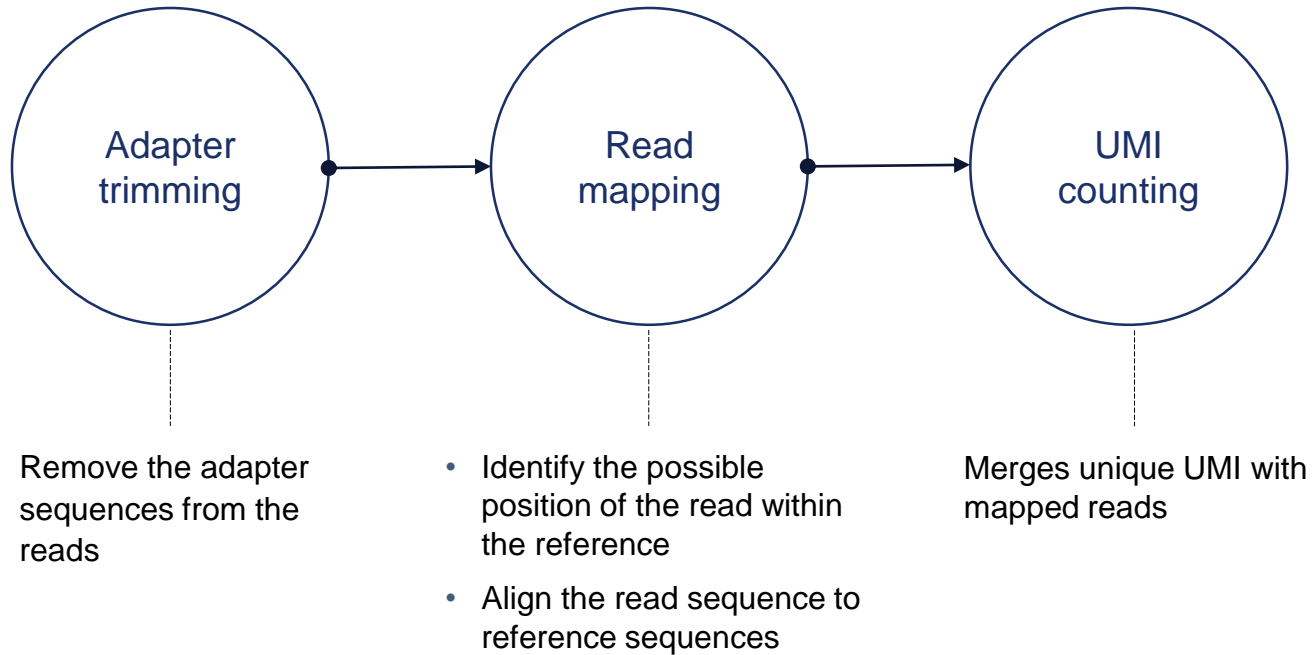 Adapter
trimming
Read
mapping
UMI
counting
Remove the adapter
sequences from the
reads
• Identify the possible
position of the read within
the reference
• Align the read sequence to
reference sequences
Merges unique UMI with
mapped reads